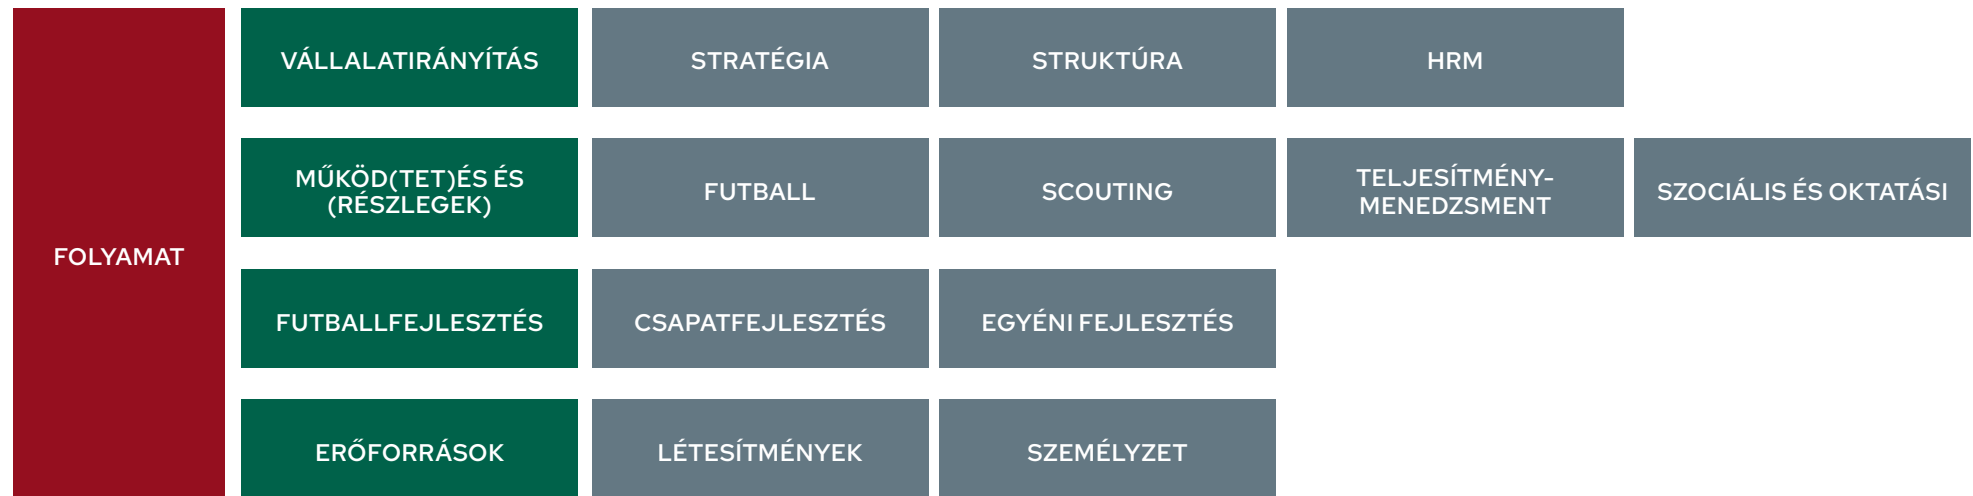 FOLYAMAT
VÁLLALATIRÁNYÍTÁS
STRATÉGIA
STRUKTÚRA
HRM
MŰKÖD(TET)ÉS ÉS
(RÉSZLEGEK)
FUTBALL
SCOUTING
TELJESÍTMÉNY-
MENEDZSMENT
SZOCIÁLIS ÉS OKTATÁSI
FUTBALLFEJLESZTÉS
CSAPATFEJLESZTÉS
EGYÉNI FEJLESZTÉS
ERŐFORRÁSOK
LÉTESÍTMÉNYEK
SZEMÉLYZET